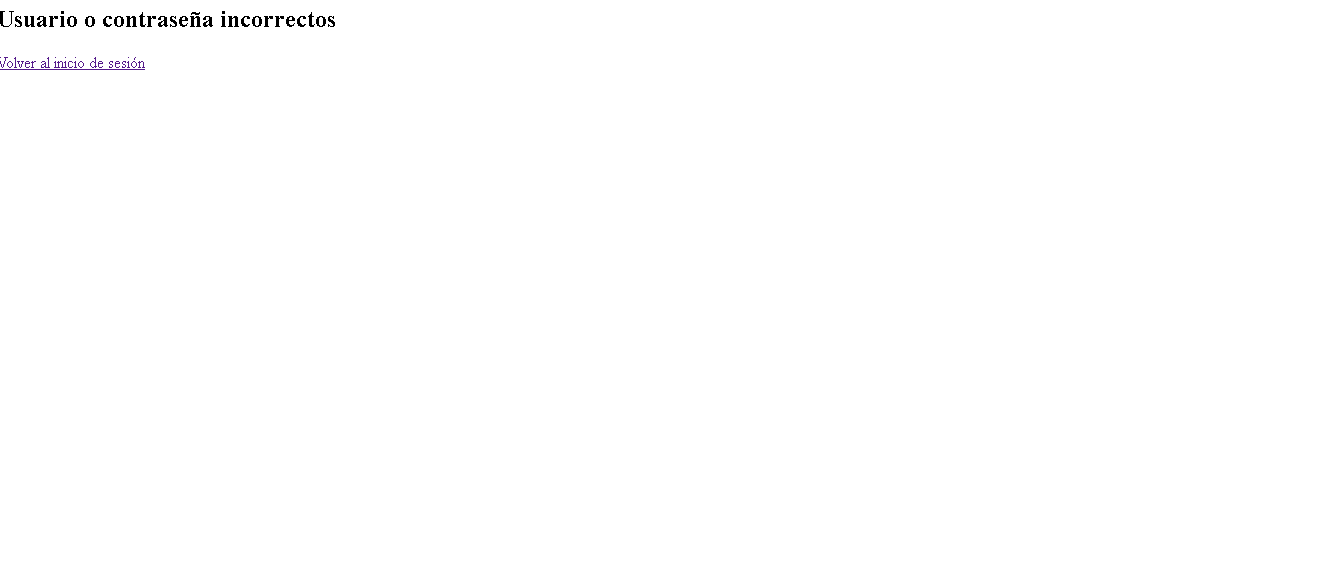 Usuario o contraseña incorrectos
Volver al inicio de sesión